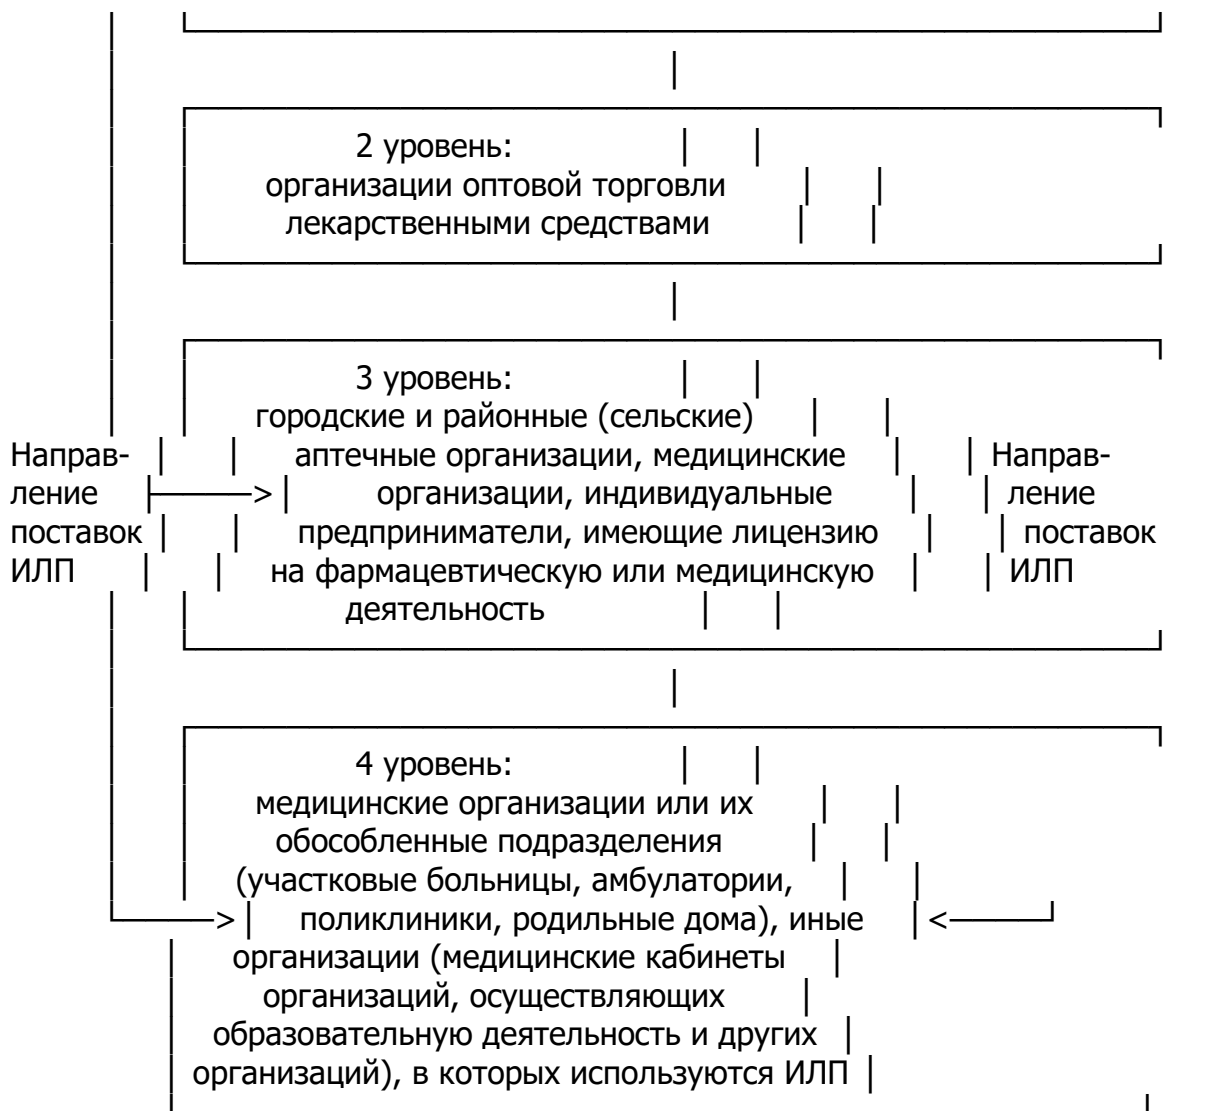 2 уровень:
организации оптовой торговли
лекарственными средствами
3 уровень:
городские и районные (сельские)
Направ- аптечные организации, медицинские Направ-
ление организации, индивидуальные ление
поставок предприниматели, имеющие лицензию поставок
ИЛП на фармацевтическую или медицинскую ИЛП
деятельность
4 уровень:
медицинские организации или их
обособленные подразделения
(участковые больницы, амбулатории,
поликлиники, родильные дома), иные
организации (медицинские кабинеты
организаций, осуществляющих
образовательную деятельность и других
организаций), в которых используются ИЛП